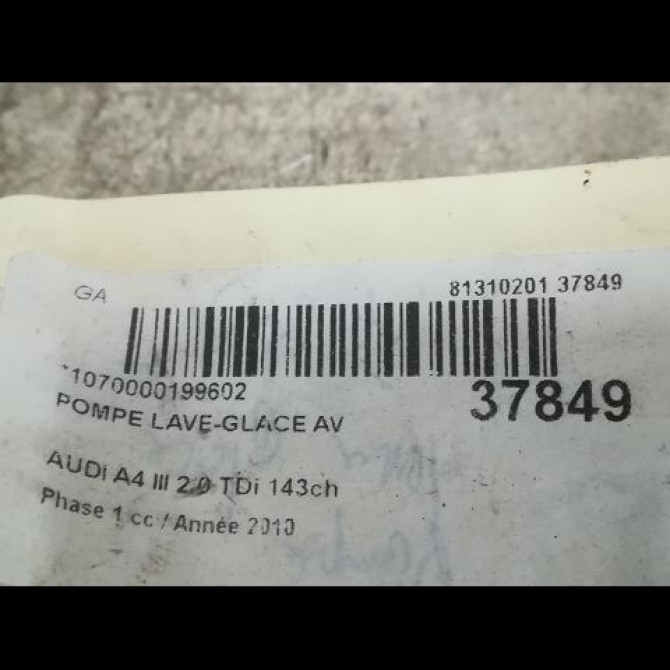 GA
81310201 37849
*1070000199602
37849
POMPE LAVE-GLACE AV
AUDi A4 III 2.0 TDi 143ch
Phase 1 cc / Année 2010